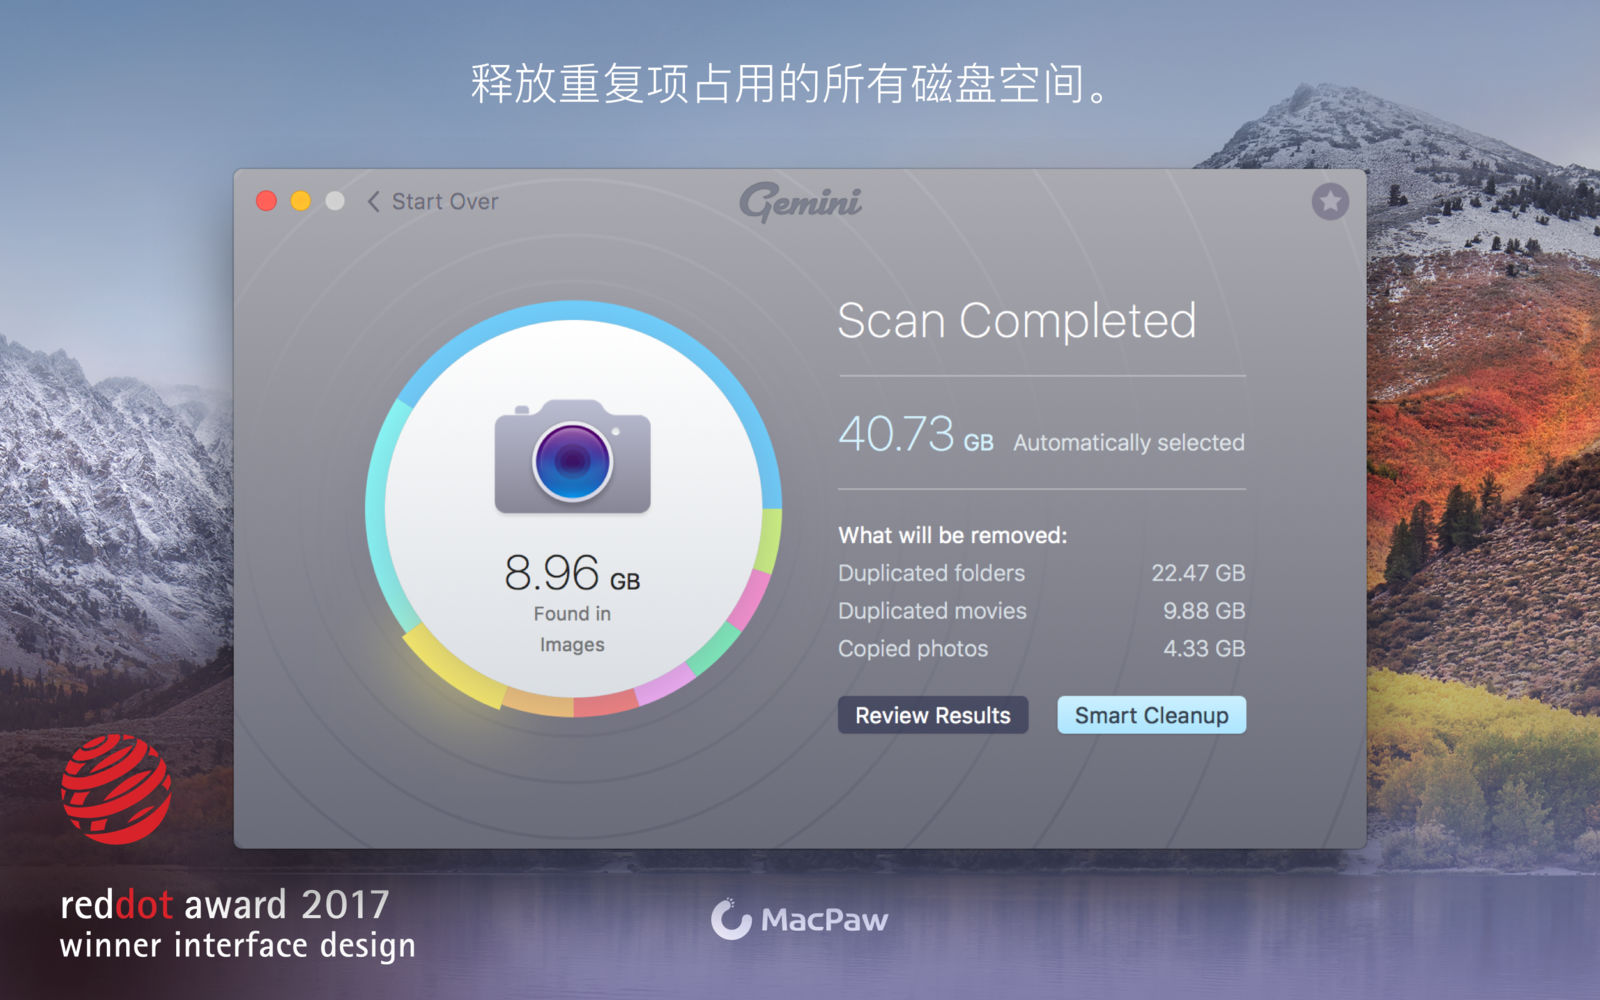 释放重复项占用的所有磁盘空间。
Start Over
Gemini
Scan Completed
40.73 GB Automatically selected
8.96 GB
Found in
Images
What will be removed:
Duplicated folders 22.47 GB
Duplicated movies 9.88 GB
Copied photos 4.33 GB
Review Results
Smart Cleanup
reddot award 2017
winner interface design
MacPaw